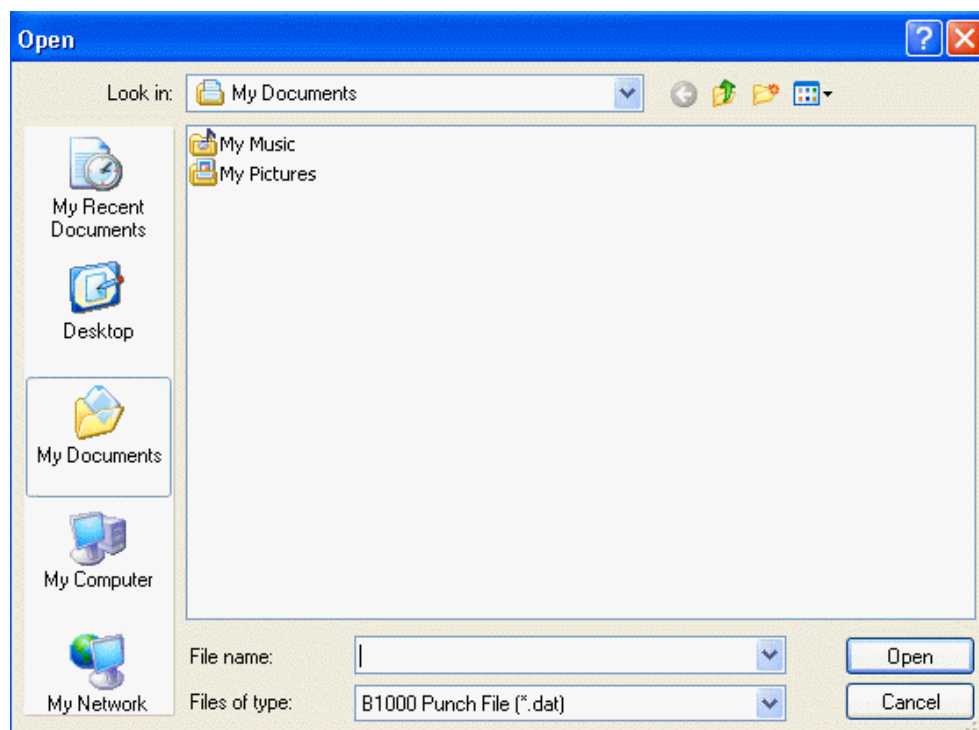 Open
Look in: My Documents
My Music
My Pictures
My Recent
Documents
Desktop
My Documents
My Computer
My Network
File name:
Open
Files of type: B1000 Punch File (*.dat)
Cancel